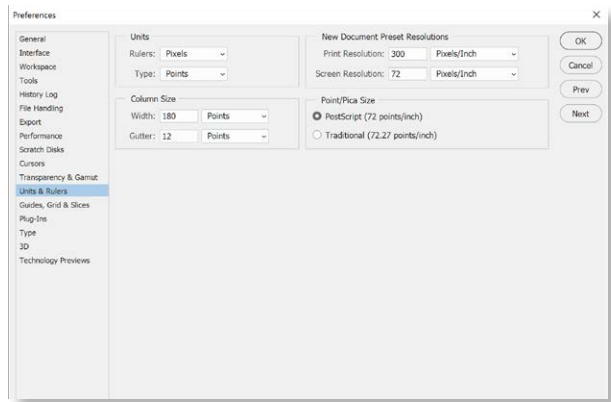 Preferences
General
Interface
Workspace
Tools
History Log
File Handling
Export
Performance
Scratch Disks
Cursors
Transparency & Gamut
Units & Rulers
Guides, Grid & Slices
Plug-Ins
Type
3D
Technology Previews
Units
Rulers: Pixels
Type: Points
Column Size
Width: 180 Points
Gutter: 12 Points
New Document Preset Resolutions
Print Resolution: 300 Pixels/Inch
Screen Resolution: 72 Pixels/Inch
Point/Pica Size
PostScript (72 points/inch)
Traditional (72.27 points/inch)
OK
Cancel
Prev
Next